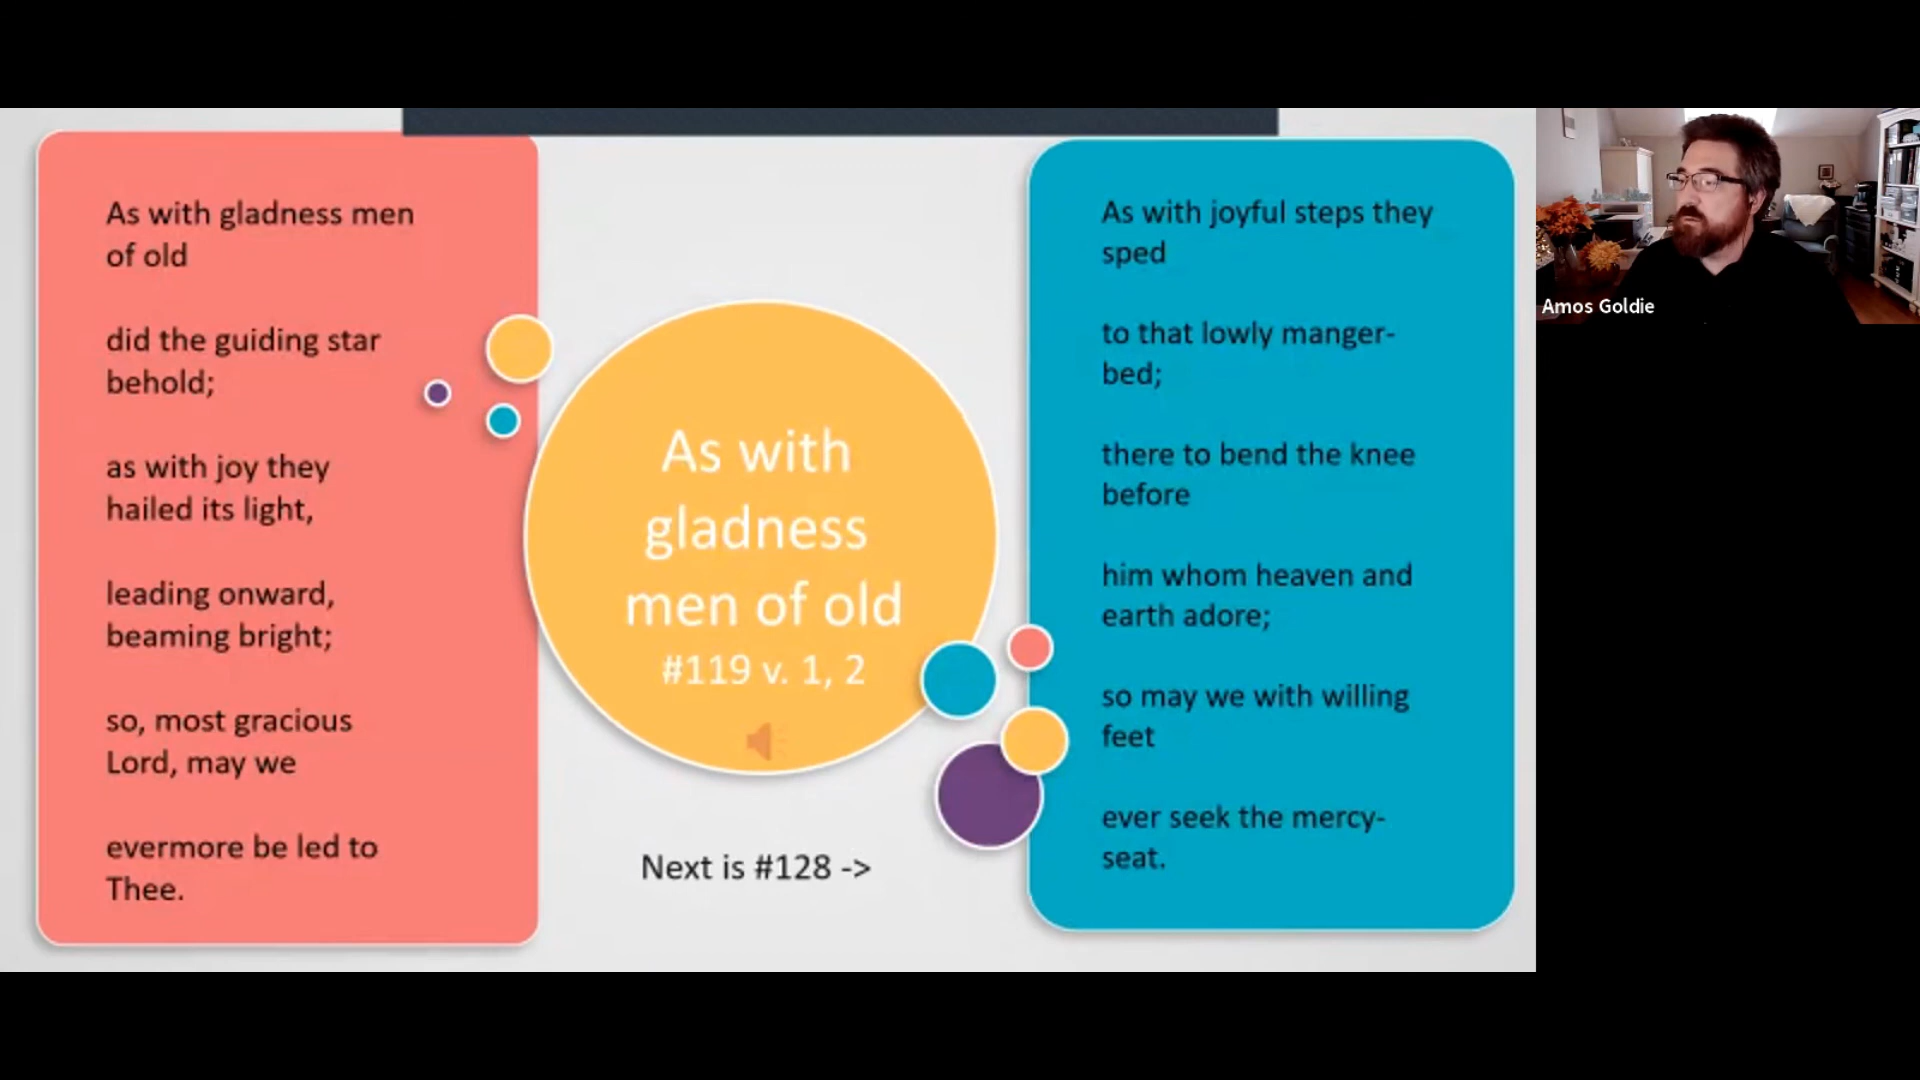 As with gladness men
of old
did the guiding star
behold;
as with joy they
hailed its light,
leading onward,
beaming bright;
so, most gracious
Lord, may we
evermore be led to
Thee.
As with
gladness
men of old
#119 v. 1, 2
Next is #128 ->
As with joyful steps they
sped
to that lowly manger-
bed;
there to bend the knee
before
him whom heaven and
earth adore;
so may we with willing
feet
ever seek the mercy-
seat.
Amos Goldie